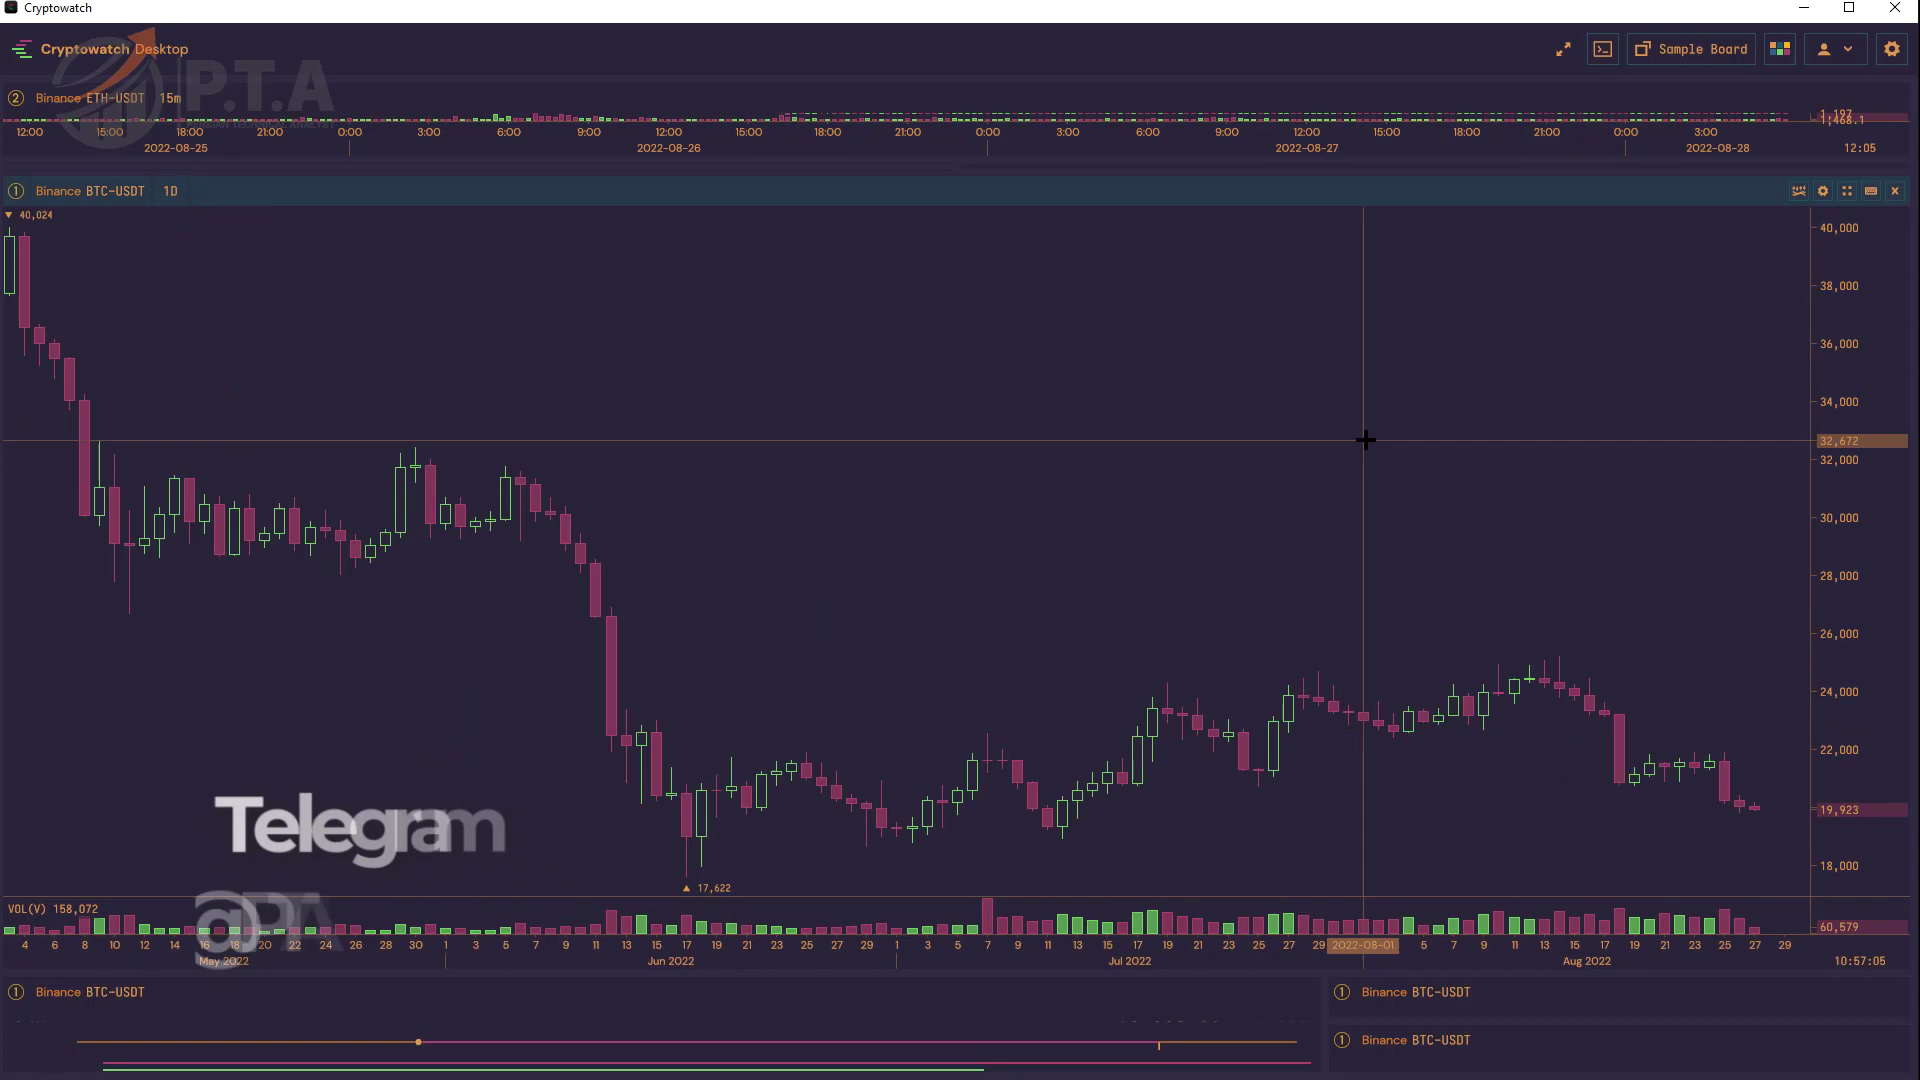 Cryptowatch
Cryptowatch Desktop
Sample Board
P.T.A
2 Binance ETH-USDT 15m
1,468.1
12:00 15:00 18:00 21:00 0:00 3:00 6:00 9:00 12:00 15:00 18:00 21:00 0:00 3:00 6:00 9:00 12:00 15:00 18:00 21:00 0:00 3:00
2022-08-25 2022-08-26 2022-08-27 2022-08-28 12:05
1 Binance BTC-USDT 1D
40,024
40,000
38,000
36,000
34,000
32,672
32,000
30,000
28,000
26,000
24,000
22,000
19,923
18,000
17,622
Telegram
@PTA
VOL(V) 158,072
60,579
4 6 8 10 12 14 16 18 20 22 24 26 28 30 1 3 5 7 9 11 13 15 17 19 21 23 25 27 29 1 3 5 7 9 11 13 15 17 19 21 23 25 27 29 2022-08-01 5 7 9 11 13 15 17 19 21 23 25 27 29
May 2022 Jun 2022 Jul 2022 Aug 2022 10:57:05
1 Binance BTC-USDT
1 Binance BTC-USDT
1 Binance BTC-USDT